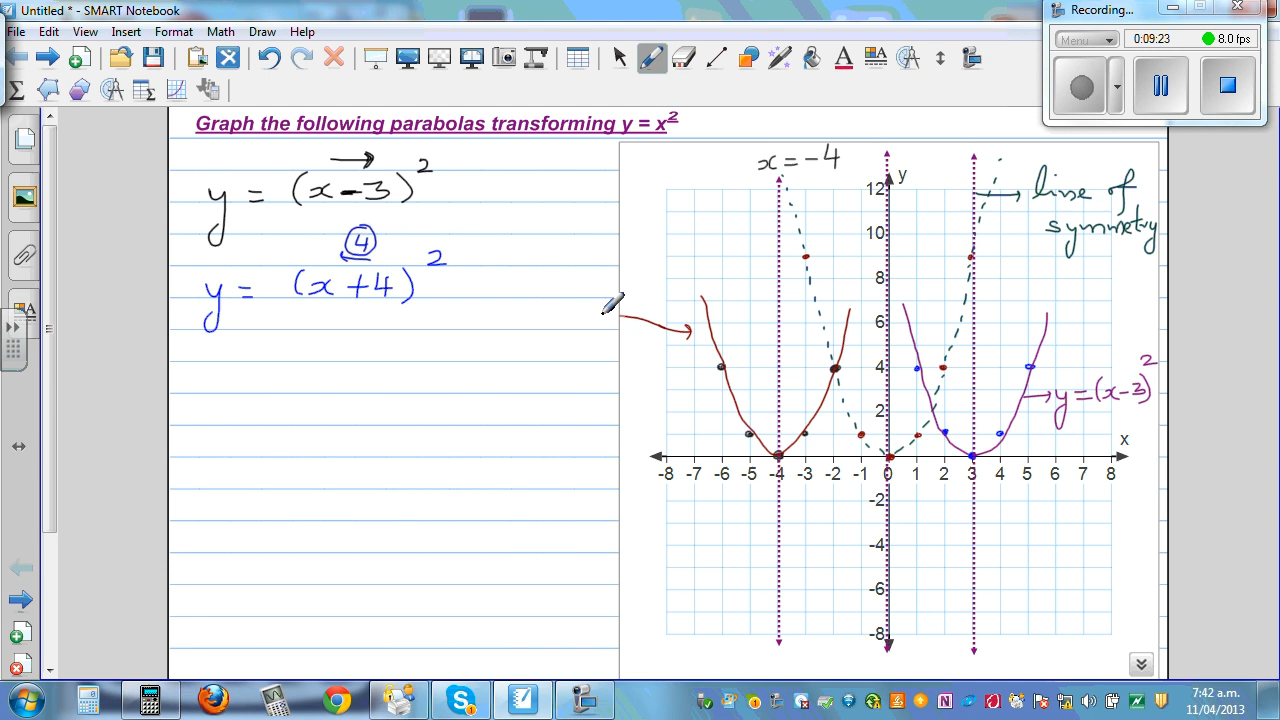 Untitled * - SMART Notebook
Recording...
File Edit View Insert Format Math Draw Help
Menu
0:09:23
8.0 fps
Graph the following parabolas transforming y = x²
y = (x - 3)²
4
y = (x + 4)²
x = -4
y
line of
symmetry
12
10
8
6
4
2
y = (x-3)²
x
-8 -7 -6 -5 -4 -3 -2 -1 0 1 2 3 4 5 6 7 8
-2
-4
-6
-8
7:42 a.m.
11/04/2013